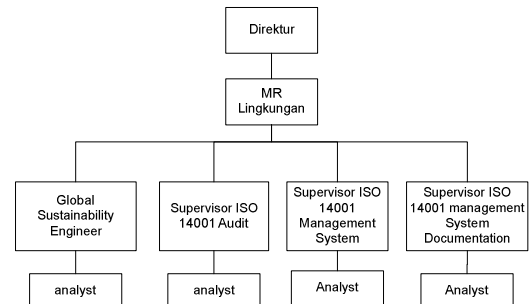 Direktur
MR
Lingkungan
Global
Sustainability
Engineer
Supervisor ISO
14001 Audit
Supervisor ISO
14001
Management
System
Supervisor ISO
14001 management
System
Documentation
analyst
analyst
Analyst
Analyst